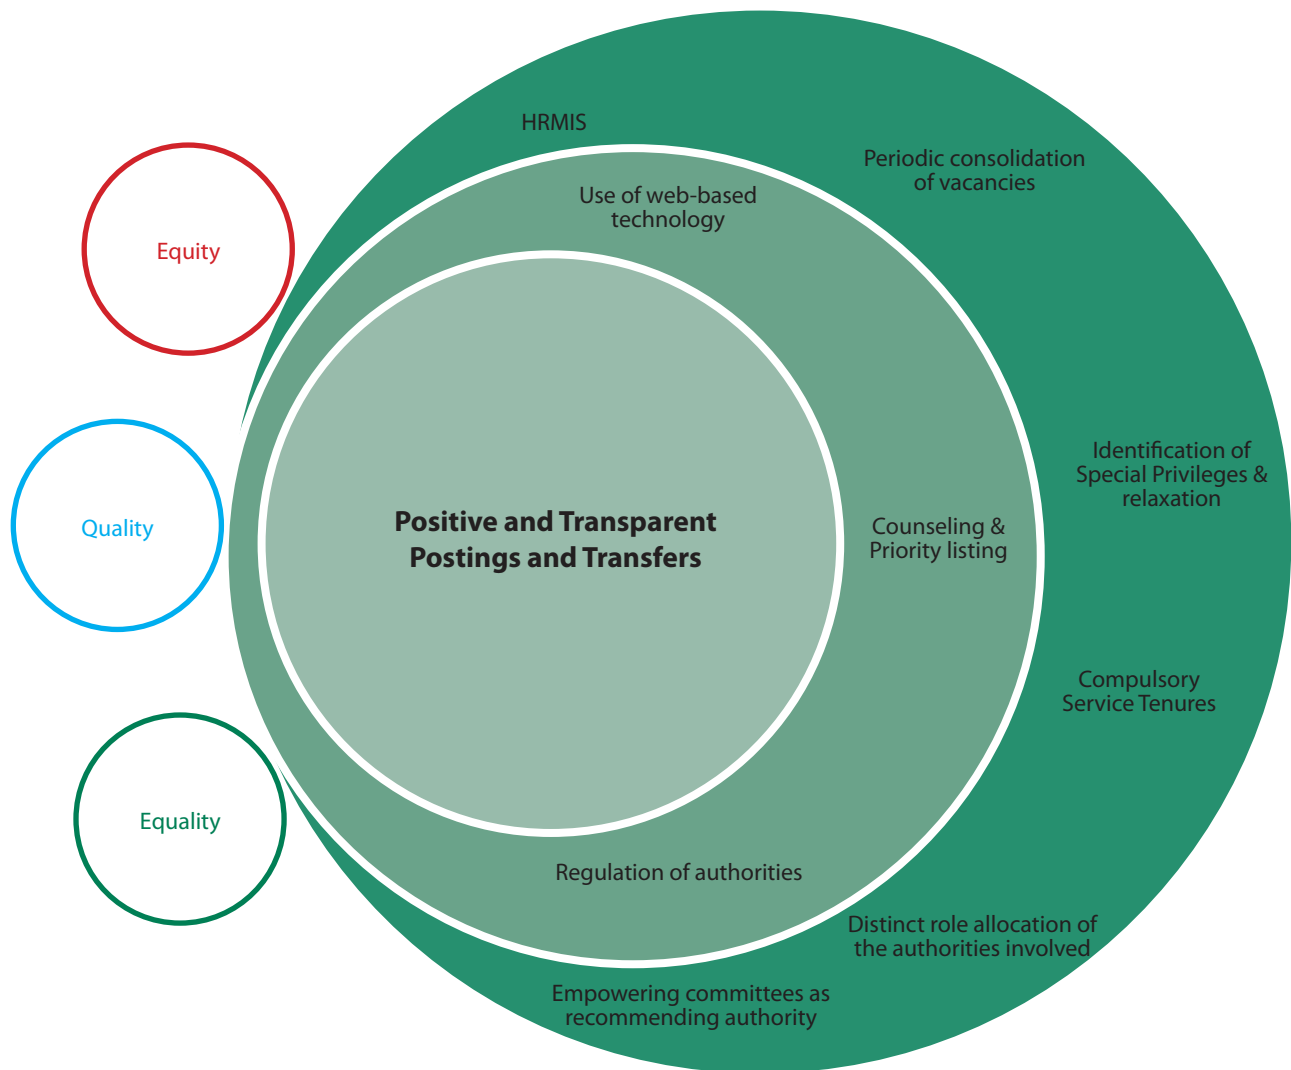 HRMIS
Periodic consolidation
of vacancies
Use of web-based
technology
Equity
Identification of
Special Privileges &
relaxation
Positive and Transparent
Postings and Transfers
Counseling &
Priority listing
Quality
Compulsory
Service Tenures
Equality
Regulation of authorities
Distinct role allocation of
the authorities involved
Empowering committees as
recommending authority